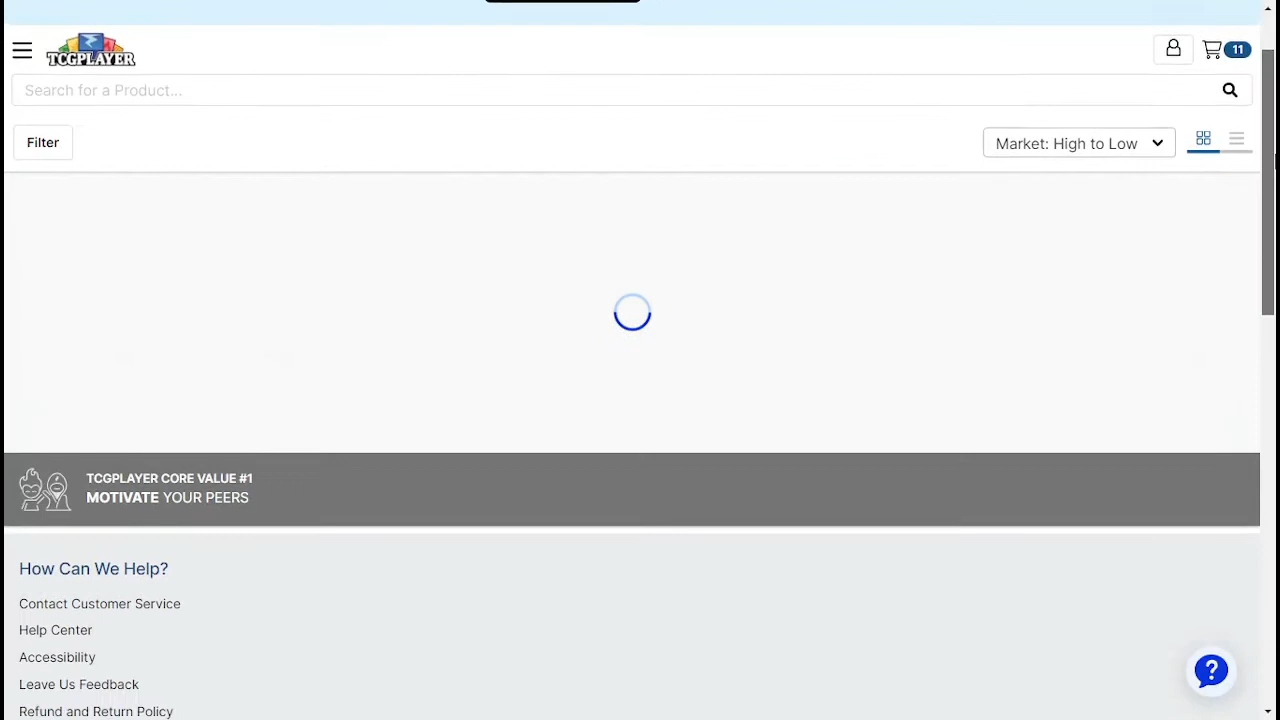 TCGPLAYER
11
Search for a Product...
Filter
Market: High to Low
TCGPLAYER CORE VALUE #1
MOTIVATE YOUR PEERS
How Can We Help?
Contact Customer Service
Help Center
Accessibility
Leave Us Feedback
Refund and Return Policy
?